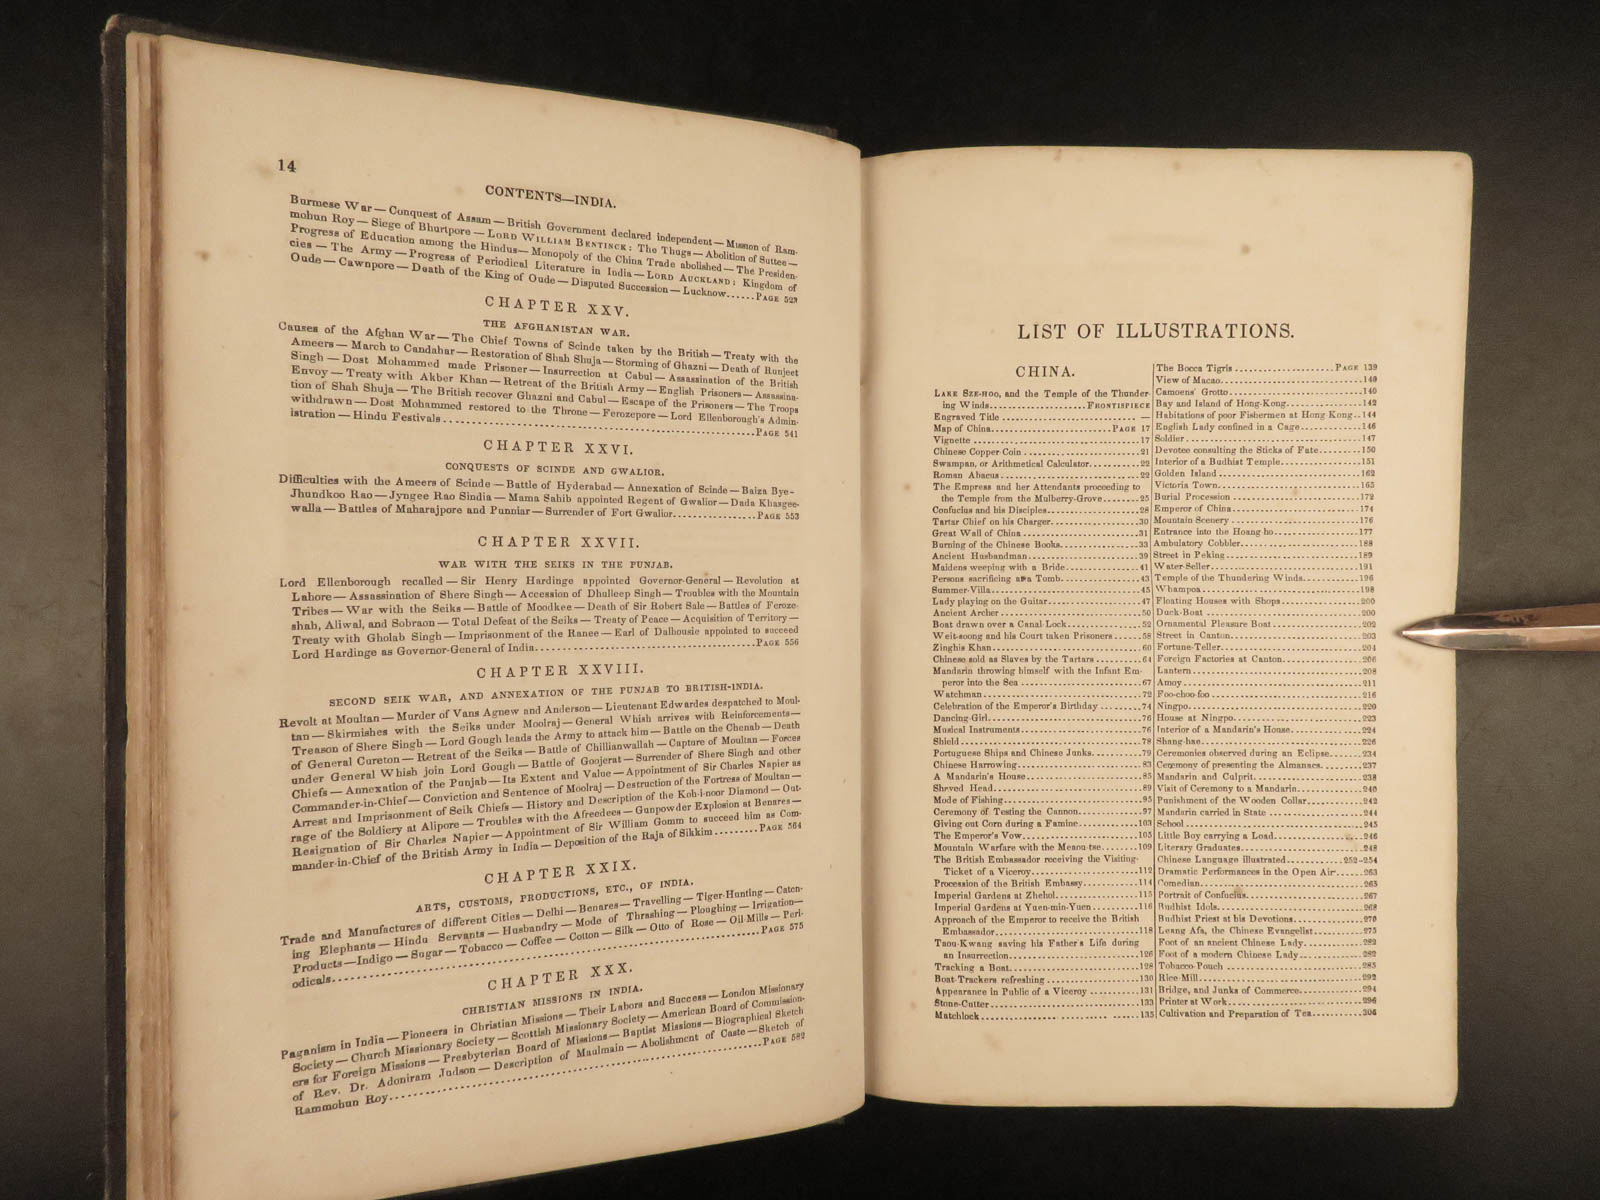 14
CONTENTS—INDIA.
Burmese War — Conquest of Assam — British Government declared independent — Mission of Ram-
mohun Roy — Siege of Bhurtpore — LORD WILLIAM BENTINCK: The Thugs — Abolition of Suttee —
Progress of Education among the Hindus — Monopoly of the China Trade abolished — The Presiden-
cies — The Army — Progress of Periodical Literature in India — LORD AUCKLAND: Kingdom of
Oude — Cawnpore — Death of the King of Oude — Disputed Succession — Lucknow......PAGE 523
CHAPTER XXV.
THE AFGHANISTAN WAR.
Causes of the Afghan War — The Chief Towns of Scinde taken by the British — Treaty with the
Ameers — March to Candahar — Restoration of Shah Shuja — Storming of Ghazni — Death of Runjeet
Singh — Dost Mohammed made Prisoner — Insurrection at Cabul — Assassination of the British
Envoy — Treaty with Akber Khan — Retreat of the British Army — English Prisoners — Assassina-
tion of Shah Shuja — The British recover Ghazni and Cabul — Escape of the Prisoners — The Troops
withdrawn — Dost Mohammed restored to the Throne — Ferozepore — Lord Ellenborough's Admin-
istration — Hindu Festivals......PAGE 541
CHAPTER XXVI.
CONQUESTS OF SCINDE AND GWALIOR.
Difficulties with the Ameers of Scinde — Battle of Hyderabad — Annexation of Scinde — Baiza Bye —
Jhundkoo Rao — Jyngee Rao Sindia — Mama Sahib appointed Regent of Gwalior — Dada Khasgee-
walla — Battles of Maharajpore and Punniar — Surrender of Fort Gwalior......PAGE 553
CHAPTER XXVII.
WAR WITH THE SEIKS IN THE PUNJAB.
Lord Ellenborough recalled — Sir Henry Hardinge appointed Governor-General — Revolution at
Lahore — Assassination of Shere Singh — Accession of Dhulleep Singh — Troubles with the Mountain
Tribes — War with the Seiks — Battle of Moodkee — Death of Sir Robert Sale — Battles of Feroze-
shah, Aliwal, and Sobraon — Total Defeat of the Seiks — Treaty of Peace — Acquisition of Territory —
Treaty with Gholab Singh — Imprisonment of the Ranee — Earl of Dalhousie appointed to succeed
Lord Hardinge as Governor-General of India......PAGE 556
CHAPTER XXVIII.
SECOND SEIK WAR, AND ANNEXATION OF THE PUNJAB TO BRITISH-INDIA.
Revolt at Moultan — Murder of Vans Agnew and Anderson — Lieutenant Edwardes despatched to Moul-
tan — Skirmishes with the Seiks under Moolraj — General Whish arrives with Reinforcements —
Treason of Shere Singh — Lord Gough leads the Army to attack him — Battle on the Chenab — Death
of General Cureton — Retreat of the Seiks — Battle of Chillianwallah — Capture of Moultan — Forces
under General Whish join Lord Gough — Battle of Goojerat — Surrender of Shere Singh and other
Chiefs — Annexation of the Punjab — Its Extent and Value — Appointment of Sir Charles Napier as
Commander-in-Chief — Conviction and Sentence of Moolraj — Destruction of the Fortress of Moultan —
Arrest and Imprisonment of Seik Chiefs — History and Description of the Koh-i-noor Diamond — Out-
rage of the Soldiery at Alipore — Troubles with the Afreedees — Gunpowder Explosion at Benares —
Resignation of Sir Charles Napier — Appointment of Sir William Gomm to succeed him as Com-
mander-in-Chief of the British Army in India — Deposition of the Raja of Sikkim......PAGE 564
CHAPTER XXIX.
ARTS, CUSTOMS, PRODUCTIONS, ETC., OF INDIA.
Trade and Manufactures of different Cities — Delhi — Benares — Travelling — Tiger-Hunting — Catch-
ing Elephants — Hindu Servants — Husbandry — Mode of Thrashing — Ploughing — Irrigation —
Products — Indigo — Sugar — Tobacco — Coffee — Cotton — Silk — Otto of Rose — Oil-Mills — Peri-
odicals......PAGE 575
CHAPTER XXX.
CHRISTIAN MISSIONS IN INDIA.
Paganism in India — Pioneers in Christian Missions — Their Labors and Success — London Missionary
Society — Church Missionary Society — Scottish Missionary Society — American Board of Commission-
ers for Foreign Missions — Presbyterian Board of Missions — Baptist Missions — Biographical Sketch
of Rev. Dr. Adoniram Judson — Description of Maulmain — Abolishment of Caste — Sketch of
Rammohun Roy......PAGE 582
LIST OF ILLUSTRATIONS.
CHINA.
LAKE SZE-HOO, and the Temple of the Thunder-
ing Winds......FRONTISPIECE
Engraved Title......—
Map of China......PAGE 17
Vignette......17
Chinese Copper-Coin......21
Swampan, or Arithmetical Calculator......22
Roman Abacus......22
The Empress and her Attendants proceeding to
the Temple from the Mulberry-Grove......25
Confucius and his Disciples......28
Tartar Chief on his Charger......30
Great Wall of China......31
Burning of the Chinese Books......33
Ancient Husbandman......39
Maidens weeping with a Bride......41
Persons sacrificing at a Tomb......43
Summer-Villa......45
Lady playing on the Guitar......47
Ancient Archer......50
Boat drawn over a Canal-Lock......52
Weit-soong and his Court taken Prisoners......58
Zinghis Khan......60
Chinese sold as Slaves by the Tartars......64
Mandarin throwing himself with the Infant Em-
peror into the Sea......67
Watchman......72
Celebration of the Emperor's Birthday......74
Dancing-Girl......76
Musical Instruments......76
Shield......78
Portuguese Ships and Chinese Junks......79
Chinese Harrowing......83
A Mandarin's House......85
Shaved Head......89
Mode of Fishing......95
Ceremony of Testing the Cannon......97
Giving out Corn during a Famine......103
The Emperor's Vow......105
Mountain Warfare with the Meaou-tse......109
The British Embassador receiving the Visiting-
Ticket of a Viceroy......112
Procession of the British Embassy......114
Imperial Gardens at Zhehol......115
Imperial Gardens at Yuen-min-Yuen......116
Approach of the Emperor to receive the British
Embassador......118
Taou-Kwang saving his Father's Life during
an Insurrection......126
Tracking a Boat......128
Boat-Trackers refreshing......130
Appearance in Public of a Viceroy......131
Stone-Cutter......133
Matchlock......135
The Bocca Tigris......PAGE 139
View of Macao......140
Camoens' Grotto......140
Bay and Island of Hong-Kong......142
Habitations of poor Fishermen at Hong Kong..144
English Lady confined in a Cage......146
Soldier......147
Devotee consulting the Sticks of Fate......150
Interior of a Budhist Temple......151
Golden Island......162
Victoria Town......165
Burial Procession......172
Emperor of China......174
Mountain Scenery......176
Entrance into the Hoang-ho......177
Ambulatory Cobbler......188
Street in Peking......189
Water-Seller......191
Temple of the Thundering Winds......196
Whampoa......198
Floating Houses with Shops......200
Duck-Boat......200
Ornamental Pleasure Boat......202
Street in Canton......203
Fortune-Teller......204
Foreign Factories at Canton......206
Lantern......208
Amoy......211
Foo-choo-foo......216
Ningpo......220
House at Ningpo......223
Interior of a Mandarin's House......224
Shang-hae......226
Ceremonies observed during an Eclipse......234
Ceremony of presenting the Almanacs......237
Mandarin and Culprit......238
Visit of Ceremony to a Mandarin......240
Punishment of the Wooden Collar......242
Mandarin carried in State......244
School......245
Little Boy carrying a Load......246
Literary Graduates......248
Chinese Language illustrated......252-254
Dramatic Performances in the Open Air......263
Comedian......265
Portrait of Confucius......267
Budhist Idols......268
Budhist Priest at his Devotions......270
Leang Afa, the Chinese Evangelist......275
Foot of an ancient Chinese Lady......282
Foot of a modern Chinese Lady......282
Tobacco-Pouch......285
Rice-Mill......292
Bridge, and Junks of Commerce......294
Printer at Work......296
Cultivation and Preparation of Tea......306